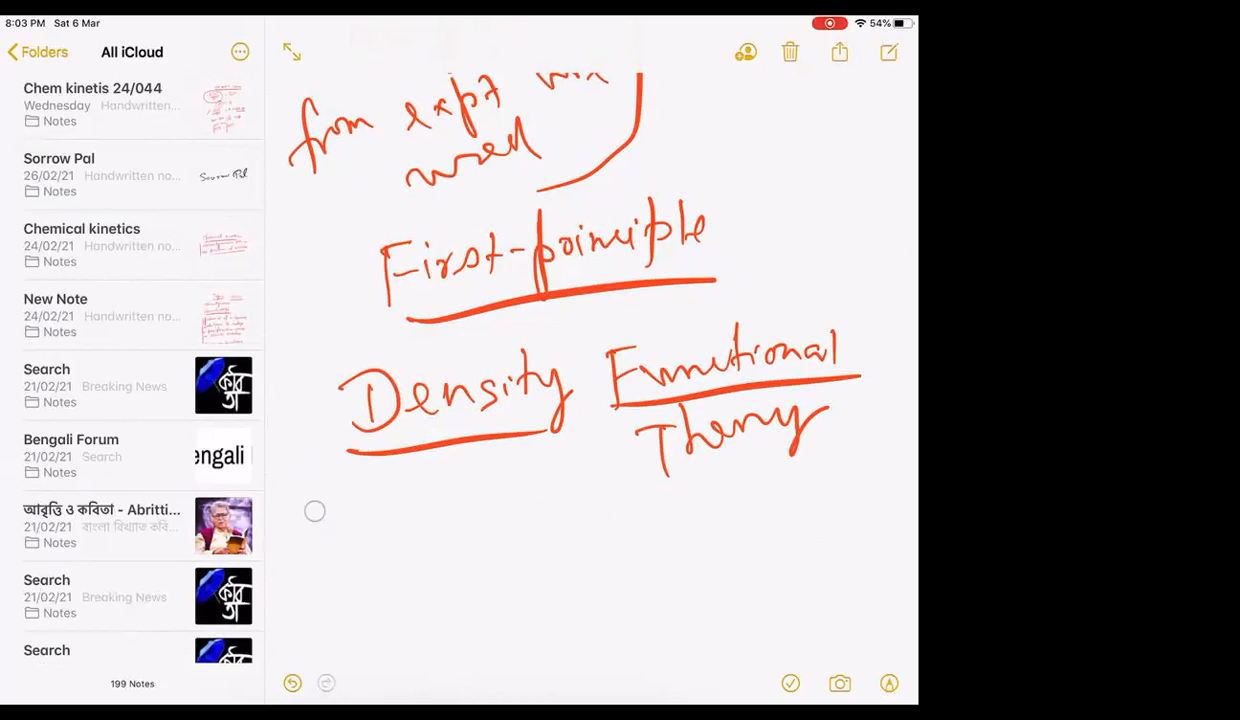 8:03 PM Sat 6 Mar
54%
Folders
All iCloud
Chem kinetis 24/044
Wednesday Handwritten...
Notes
Sorrow Pal
26/02/21 Handwritten no...
Notes
Sorrow Pal
Chemical kinetics
24/02/21 Handwritten no...
Notes
New Note
24/02/21 Handwritten no...
Notes
Search
21/02/21 Breaking News
Notes
Bengali Forum
21/02/21 Search
Notes
engali
আবৃত্তি ও কবিতা - Abritti...
21/02/21 বাংলা বিখ্যাত কবি...
Notes
Search
21/02/21 Breaking News
Notes
Search
199 Notes
from expt
used
First-principle
Density Functional
Theory